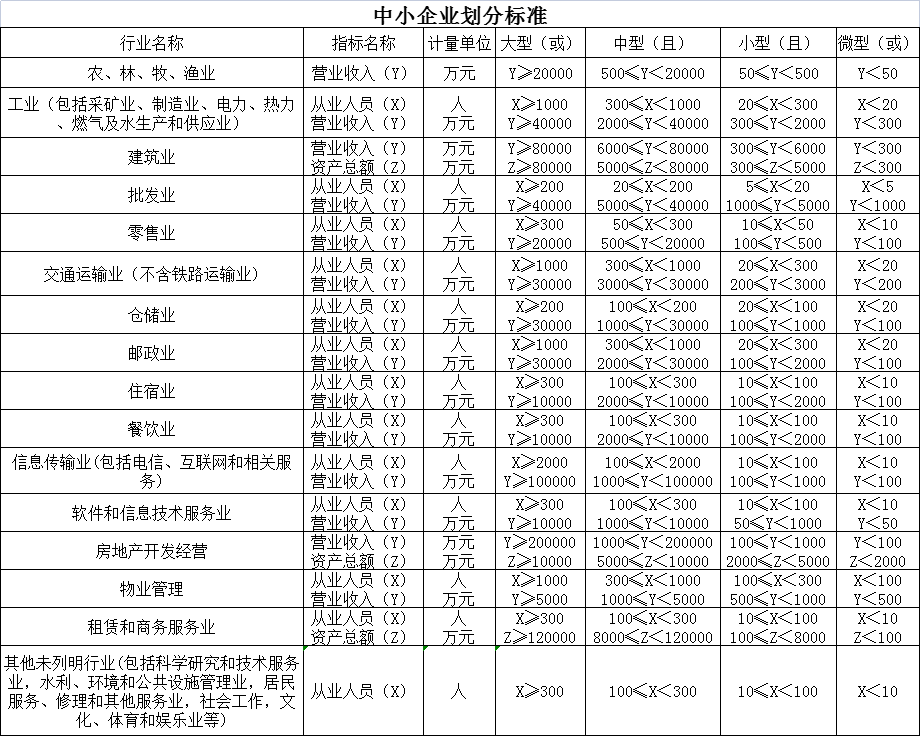 中小企业划分标准
行业名称 指标名称 计量单位 大型（或） 中型（且） 小型（且） 微型（或）
农、林、牧、渔业 营业收入（Y） 万元 Y≥20000 500≤Y＜20000 50≤Y＜500 Y＜50
工业（包括采矿业、制造业、电力、热力 从业人员（X） 人 X≥1000 300≤X＜1000 20≤X＜300 X＜20
、燃气及水生产和供应业） 营业收入（Y） 万元 Y≥40000 2000≤Y＜40000 300≤Y＜2000 Y＜300
建筑业 营业收入（Y） 万元 Y≥80000 6000≤Y＜80000 300≤Y＜6000 Y＜300
资产总额（Z） 万元 Z≥80000 5000≤Z＜80000 300≤Z＜5000 Z＜300
批发业 从业人员（X） 人 X≥200 20≤X＜200 5≤X＜20 X＜5
营业收入（Y） 万元 Y≥40000 5000≤Y＜40000 1000≤Y＜5000 Y＜1000
零售业 从业人员（X） 人 X≥300 50≤X＜300 10≤X＜50 X＜10
营业收入（Y） 万元 Y≥20000 500≤Y＜20000 100≤Y＜500 Y＜100
交通运输业（不含铁路运输业） 从业人员（X） 人 X≥1000 300≤X＜1000 20≤X＜300 X＜20
营业收入（Y） 万元 Y≥30000 3000≤Y＜30000 200≤Y＜3000 Y＜200
仓储业 从业人员（X） 人 X≥200 100≤X＜200 20≤X＜100 X＜20
营业收入（Y） 万元 Y≥30000 1000≤Y＜30000 100≤Y＜1000 Y＜100
邮政业 从业人员（X） 人 X≥1000 300≤X＜1000 20≤X＜300 X＜20
营业收入（Y） 万元 Y≥30000 2000≤Y＜30000 100≤Y＜2000 Y＜100
住宿业 从业人员（X） 人 X≥300 100≤X＜300 10≤X＜100 X＜10
营业收入（Y） 万元 Y≥10000 2000≤Y＜10000 100≤Y＜2000 Y＜100
餐饮业 从业人员（X） 人 X≥300 100≤X＜300 10≤X＜100 X＜10
营业收入（Y） 万元 Y≥10000 2000≤Y＜10000 100≤Y＜2000 Y＜100
信息传输业(包括电信、互联网和相关服 从业人员（X） 人 X≥2000 100≤X＜2000 10≤X＜100 X＜10
务） 营业收入（Y） 万元 Y≥100000 1000≤Y＜100000 100≤Y＜1000 Y＜100
软件和信息技术服务业 从业人员（X） 人 X≥300 100≤X＜300 10≤X＜100 X＜10
营业收入（Y） 万元 Y≥10000 1000≤Y＜10000 50≤Y＜1000 Y＜50
房地产开发经营 营业收入（Y） 万元 Y≥200000 1000≤Y＜200000 100≤Y＜1000 Y＜100
资产总额（Z） 万元 Z≥10000 5000≤Z＜10000 2000≤Z＜5000 Z＜2000
物业管理 从业人员（X） 人 X≥1000 300≤X＜1000 100≤X＜300 X＜100
营业收入（Y） 万元 Y≥5000 1000≤Y＜5000 500≤Y＜1000 Y＜500
租赁和商务服务业 从业人员（X） 人 X≥300 100≤X＜300 10≤X＜100 X＜10
资产总额（Z） 万元 Z≥120000 8000≤Z＜120000 100≤Z＜8000 Z＜100
其他未列明行业(包括科学研究和技术服务
业，水利、环境和公共设施管理业，居民
服务、修理和其他服务业，社会工作，文 从业人员（X） 人 X≥300 100≤X＜300 10≤X＜100 X＜10
化、体育和娱乐业等）